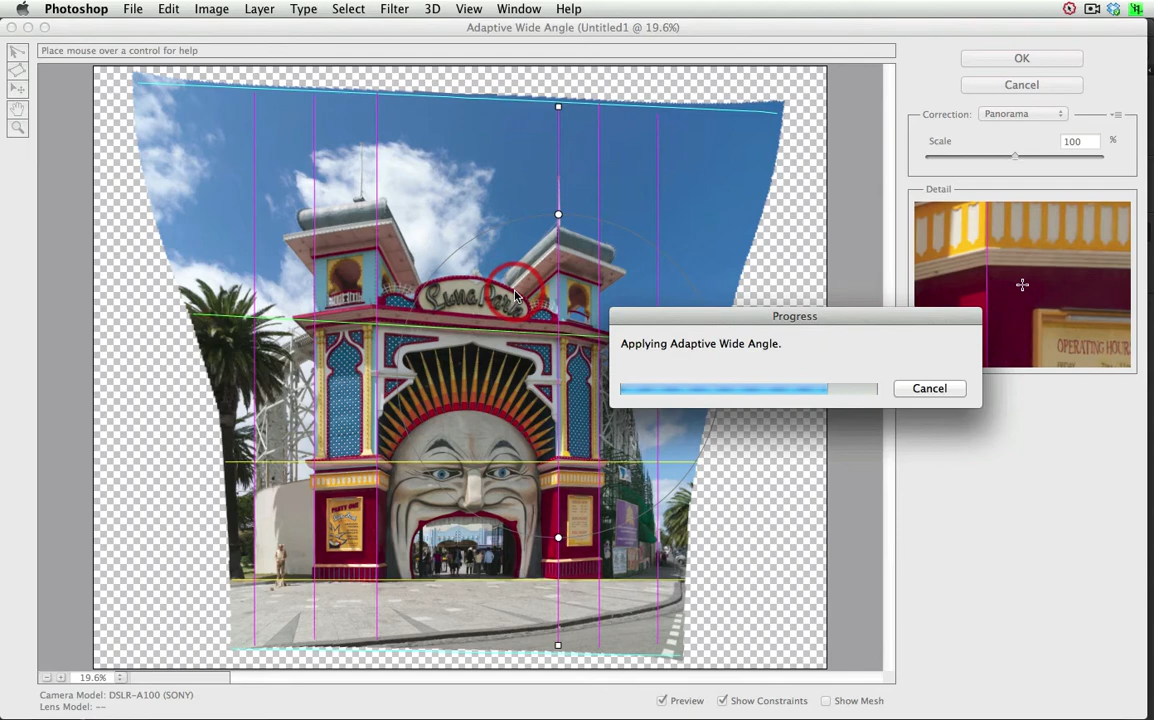 Photoshop File Edit Image Layer Type Select Filter 3D View Window Help
Adaptive Wide Angle (Untitled1 @ 19.6%)
Place mouse over a control for help
OK
Cancel
Correction: Panorama
Scale 100 %
Detail
Luna Park
OPERATING HOURS
Progress
Applying Adaptive Wide Angle.
Cancel
19.6%
Camera Model: DSLR-A100 (SONY)
Lens Model: --
Preview Show Constraints Show Mesh